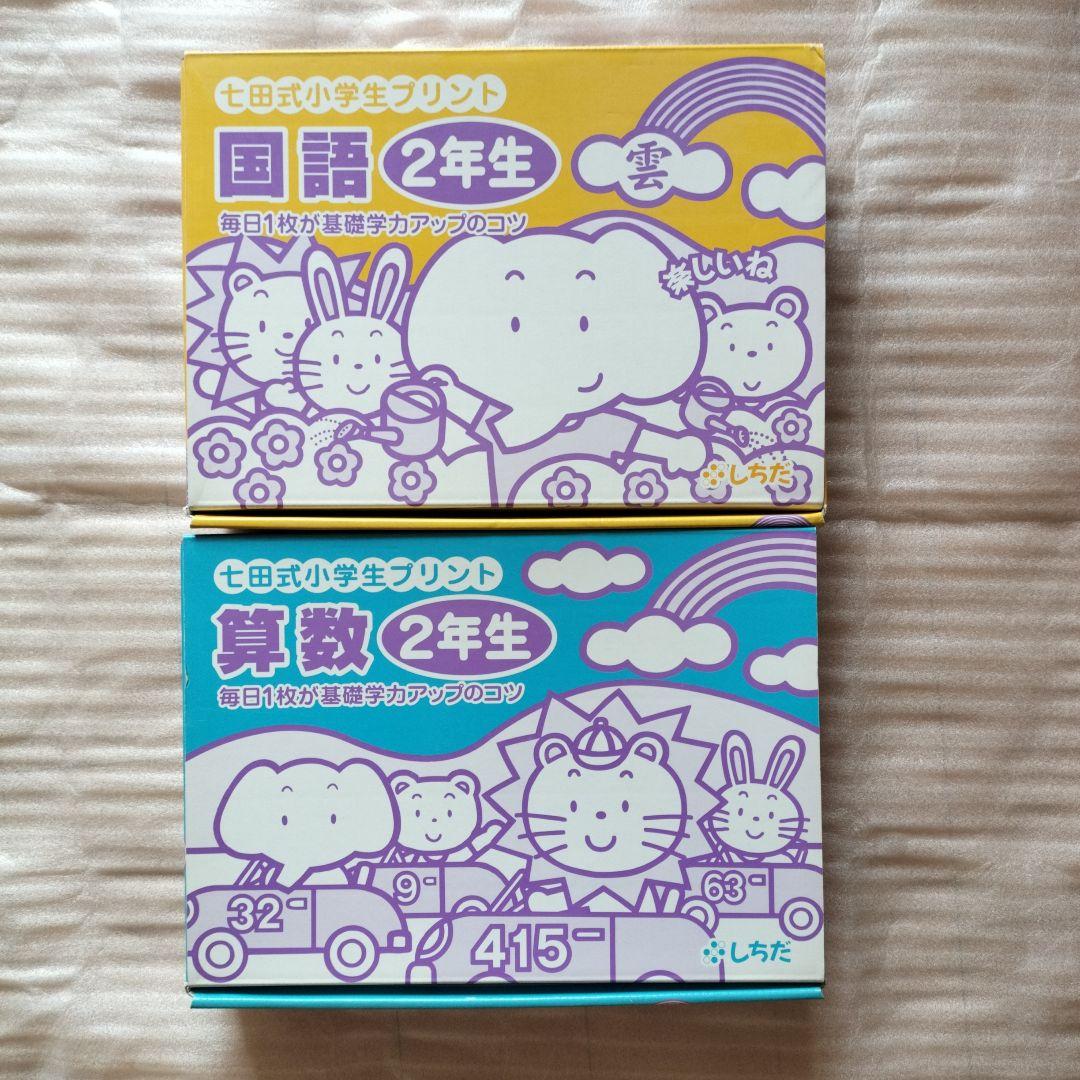 七田式小学生プリント
国語 2年生
雲
毎日1枚が基礎学力アップのコツ
楽しいね
しちだ
七田式小学生プリント
算数 2年生
毎日1枚が基礎学力アップのコツ
32-
9-
63-
415-
しちだ